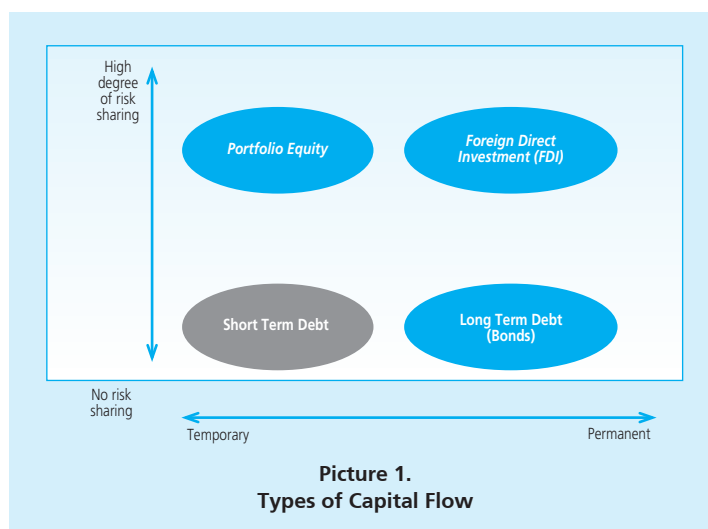 High
degree
of risk
sharing
Portfolio Equity
Foreign Direct
Investment (FDI)
Short Term Debt
Long Term Debt
(Bonds)
No risk
sharing
Temporary
Permanent
Picture 1.
Types of Capital Flow